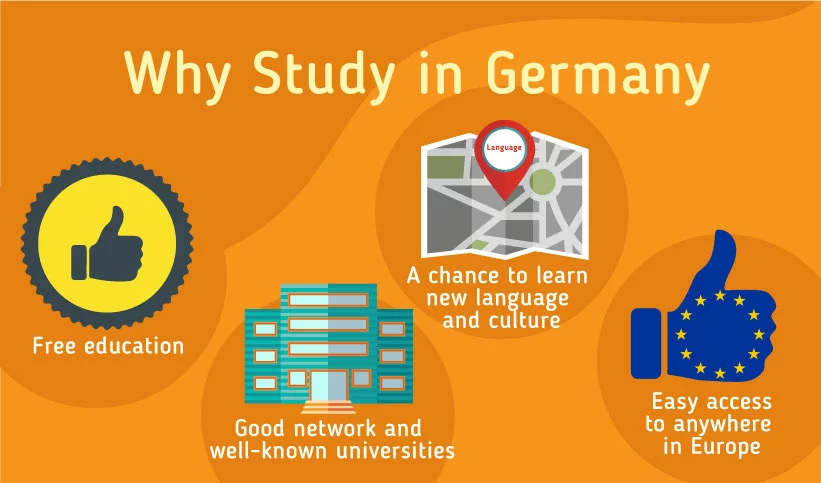 Why Study in Germany
Free education
Good network and
well-known universities
Language
A chance to learn
new language
and culture
Easy access
to anywhere
in Europe